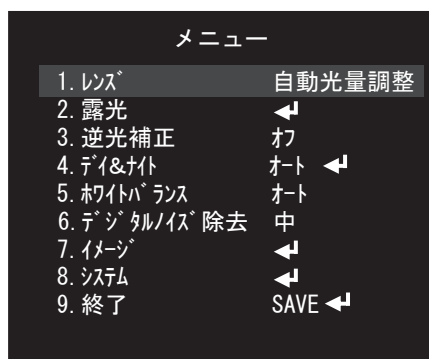 メニュー
1. ﾚﾝｽﾞ 自動光量調整
2. 露光 ↵
3. 逆光補正 ｵﾌ
4. ﾃﾞｲ&ﾅｲﾄ ｵｰﾄ ↵
5. ﾎﾜｲﾄﾊﾞﾗﾝｽ ｵｰﾄ
6. ﾃﾞｼﾞﾀﾙﾉｲｽﾞ除去 中
7. ｲﾒｰｼﾞ ↵
8. ｼｽﾃﾑ ↵
9. 終了 SAVE ↵